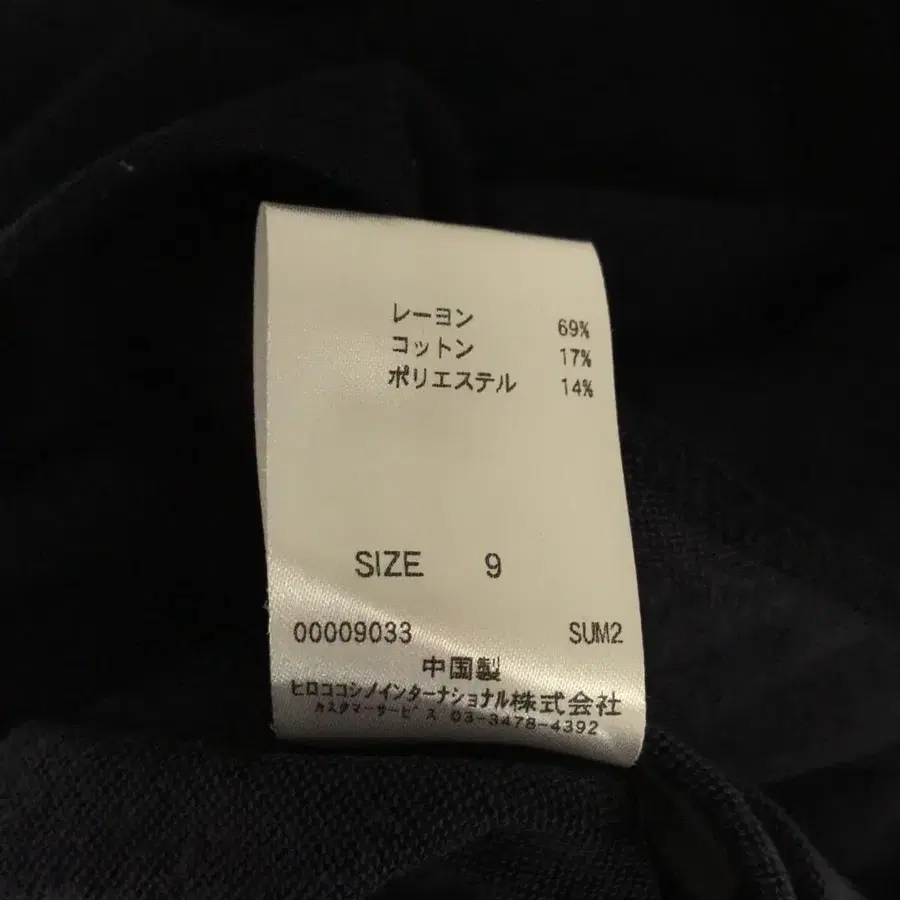 レーヨン 69%
コットン 17%
ポリエステル 14%
SIZE 9
00009033 SUM2
中国製
ヒロココシノインターナショナル株式会社
カスタマーサービス 03-3478-4392